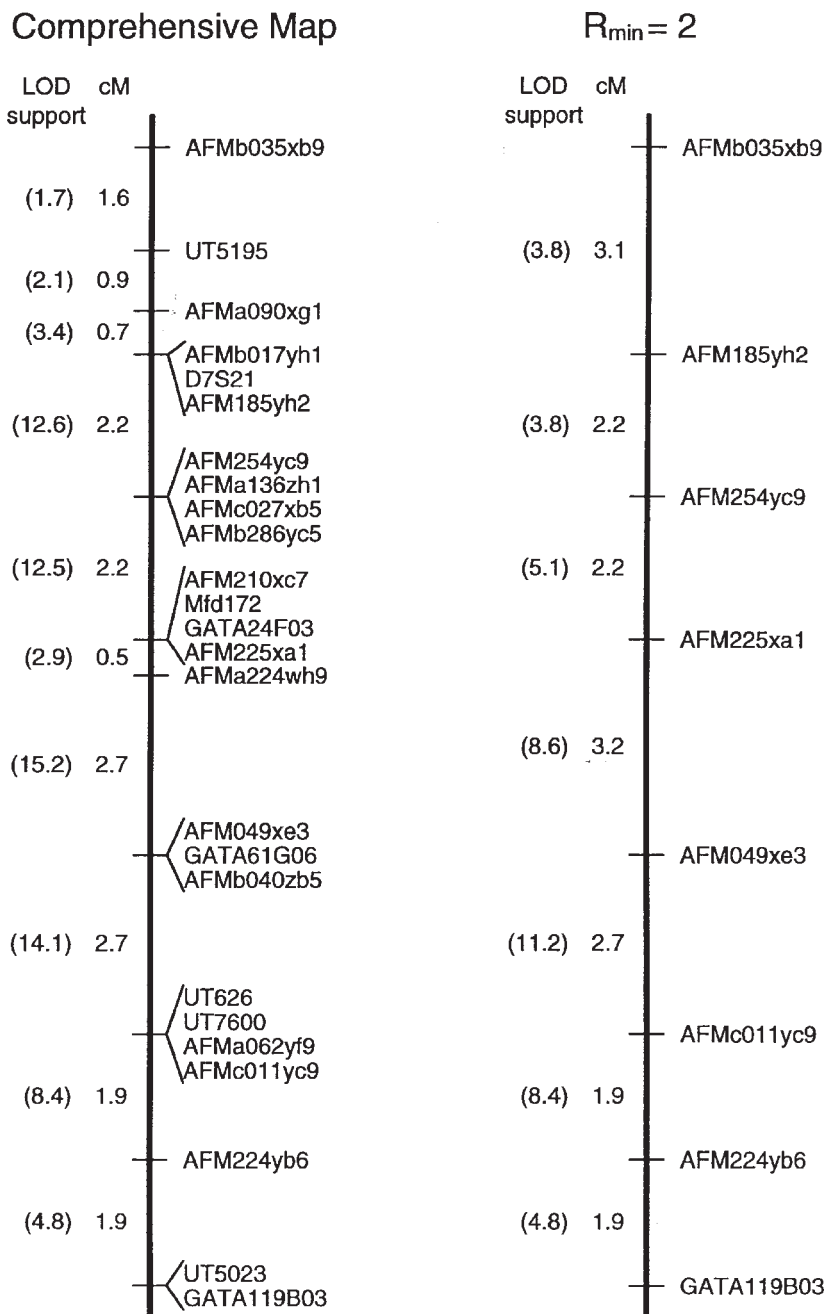 Comprehensive Map
LOD cM
support
AFMb035xb9
(1.7) 1.6
UT5195
(2.1) 0.9
AFMa090xg1
(3.4) 0.7
AFMb017yh1
D7S21
AFM185yh2
(12.6) 2.2
AFM254yc9
AFMa136zh1
AFMc027xb5
AFMb286yc5
(12.5) 2.2
AFM210xc7
Mfd172
GATA24F03
AFM225xa1
(2.9) 0.5
AFMa224wh9
(15.2) 2.7
AFM049xe3
GATA61G06
AFMb040zb5
(14.1) 2.7
UT626
UT7600
AFMa062yf9
AFMc011yc9
(8.4) 1.9
AFM224yb6
(4.8) 1.9
UT5023
GATA119B03
Rmin = 2
LOD cM
support
AFMb035xb9
(3.8) 3.1
AFM185yh2
(3.8) 2.2
AFM254yc9
(5.1) 2.2
AFM225xa1
(8.6) 3.2
AFM049xe3
(11.2) 2.7
AFMc011yc9
(8.4) 1.9
AFM224yb6
(4.8) 1.9
GATA119B03